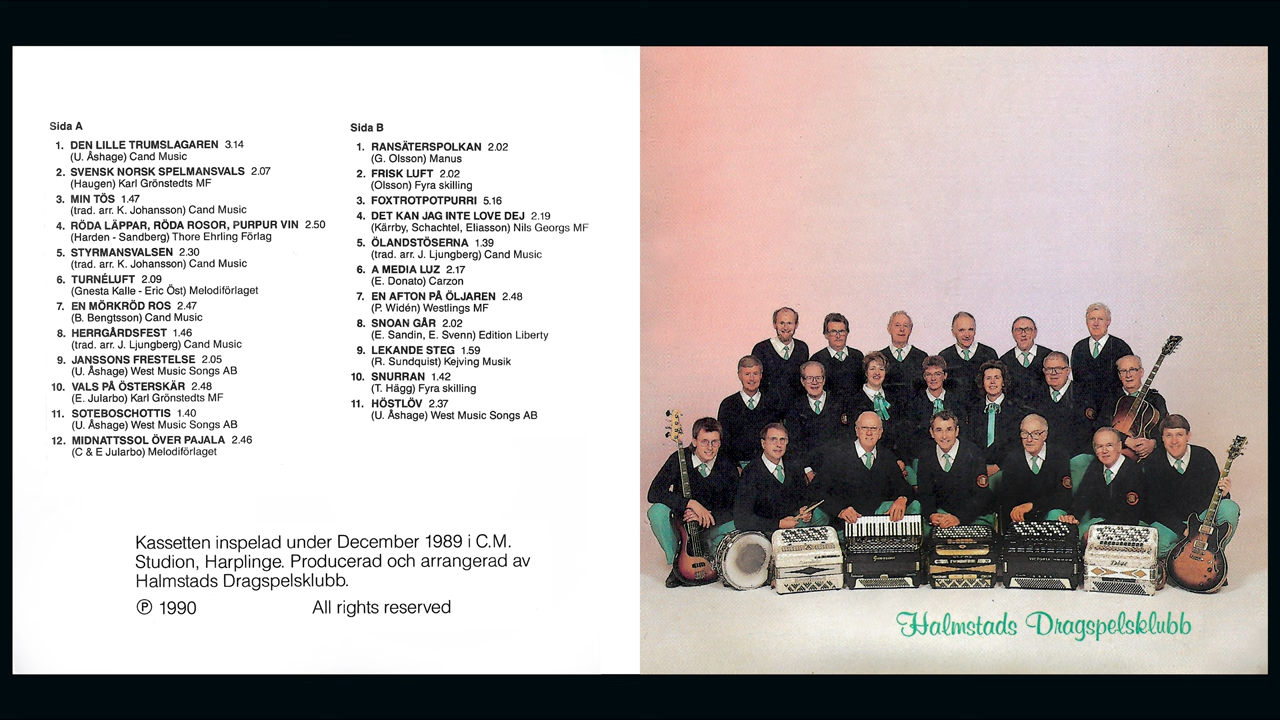 Sida A
1. DEN LILLE TRUMSLAGAREN 3.14
(U. Åshage) Cand Music
2. SVENSK NORSK SPELMANSVALS 2.07
(Haugen) Karl Grönstedts MF
3. MIN TÖS 1.47
(trad. arr. K. Johansson) Cand Music
4. RÖDA LÄPPAR, RÖDA ROSOR, PURPUR VIN 2.50
(Harden - Sandberg) Thore Ehrling Förlag
5. STYRMANSVALSEN 2.30
(trad. arr. K. Johansson) Cand Music
6. TURNÉLUFT 2.09
(Gnesta Kalle - Eric Öst) Melodiförlaget
7. EN MÖRKRÖD ROS 2.47
(B. Bengtsson) Cand Music
8. HERRGÅRDSFEST 1.46
(trad. arr. J. Ljungberg) Cand Music
9. JANSSONS FRESTELSE 2.05
(U. Åshage) West Music Songs AB
10. VALS PÅ ÖSTERSKÄR 2.48
(E. Jularbo) Karl Grönstedts MF
11. SOTEBOSCHOTTIS 1.40
(U. Åshage) West Music Songs AB
12. MIDNATTSSOL ÖVER PAJALA 2.46
(C & E Jularbo) Melodiförlaget
Sida B
1. RANSÄTERSPOLKAN 2.02
(G. Olsson) Manus
2. FRISK LUFT 2.02
(Olsson) Fyra skilling
3. FOXTROTPOTPURRI 5.16
4. DET KAN JAG INTE LOVE DEJ 2.19
(Kärrby, Schachtel, Eliasson) Nils Georgs MF
5. ÖLANDSTÖSERNA 1.39
(trad. arr. J. Ljungberg) Cand Music
6. A MEDIA LUZ 2.17
(E. Donato) Carzon
7. EN AFTON PÅ ÖLJAREN 2.48
(P. Widén) Westlings MF
8. SNOAN GÅR 2.02
(E. Sandin, E. Svenn) Edition Liberty
9. LEKANDE STEG 1.59
(R. Sundquist) Kejving Musik
10. SNURRAN 1.42
(T. Hägg) Fyra skilling
11. HÖSTLÖV 2.37
(U. Åshage) West Music Songs AB
Kassetten inspelad under December 1989 i C.M.
Studion, Harplinge. Producerad och arrangerad av
Halmstads Dragspelsklubb.
Ⓟ 1990 All rights reserved
Halmstads Dragspelsklubb